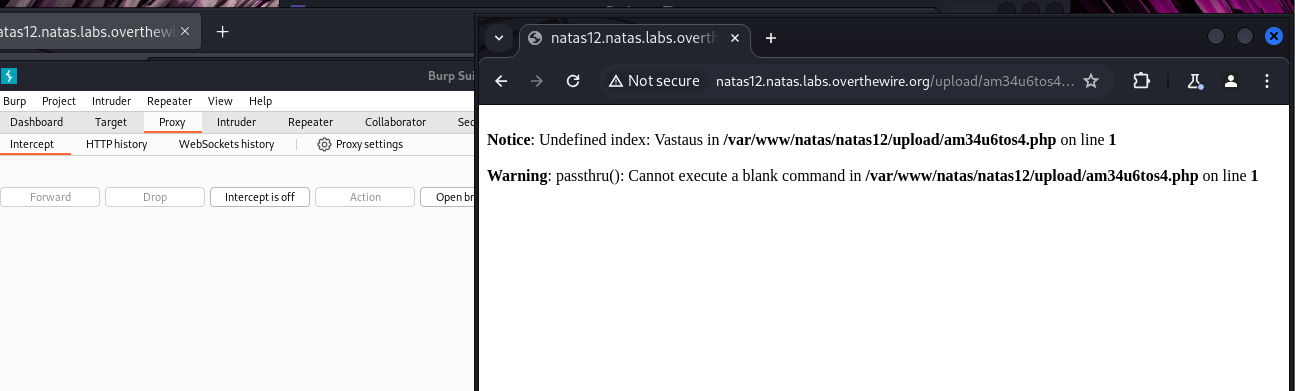 natas12.natas.labs.overthewi
natas12.natas.labs.overth
Burp Sui
Not secure natas12.natas.labs.overthewire.org/upload/am34u6tos4...
Burp Project Intruder Repeater View Help
Dashboard Target Proxy Intruder Repeater Collaborator Seq
Intercept HTTP history WebSockets history Proxy settings
Forward Drop Intercept is off Action Open br
Notice: Undefined index: Vastaus in /var/www/natas/natas12/upload/am34u6tos4.php on line 1
Warning: passthru(): Cannot execute a blank command in /var/www/natas/natas12/upload/am34u6tos4.php on line 1